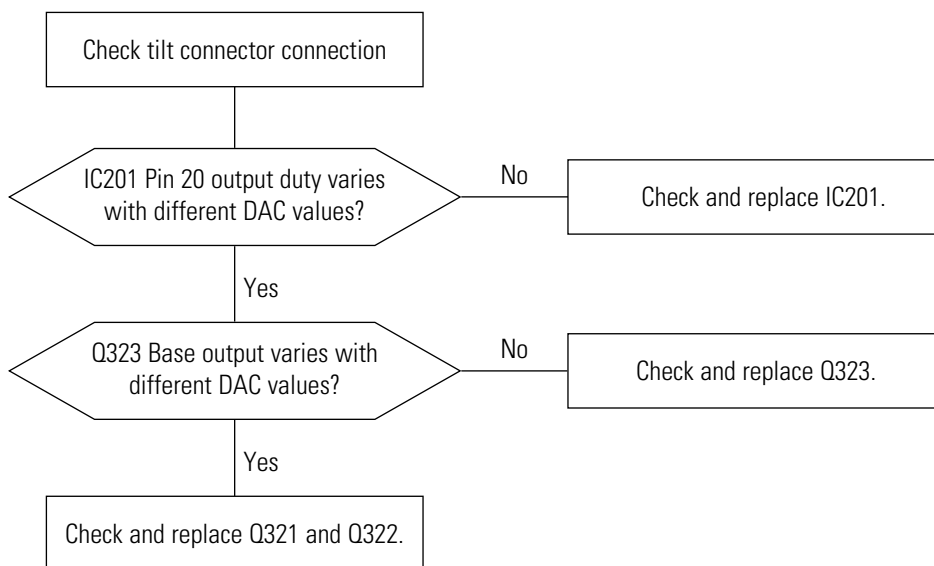 Check tilt connector connection
IC201 Pin 20 output duty varies
with different DAC values?
No
Check and replace IC201.
Yes
Q323 Base output varies with
different DAC values?
No
Check and replace Q323.
Yes
Check and replace Q321 and Q322.